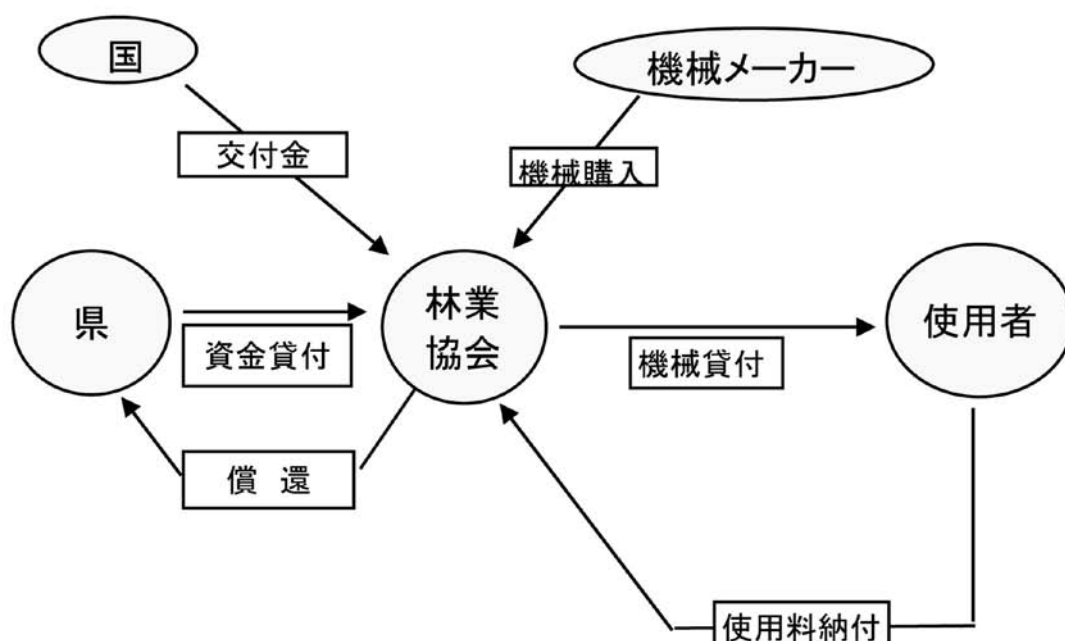 国
機械メーカー
交付金
機械購入
県
資金貸付
林業
協会
機械貸付
使用者
償 還
使用料納付